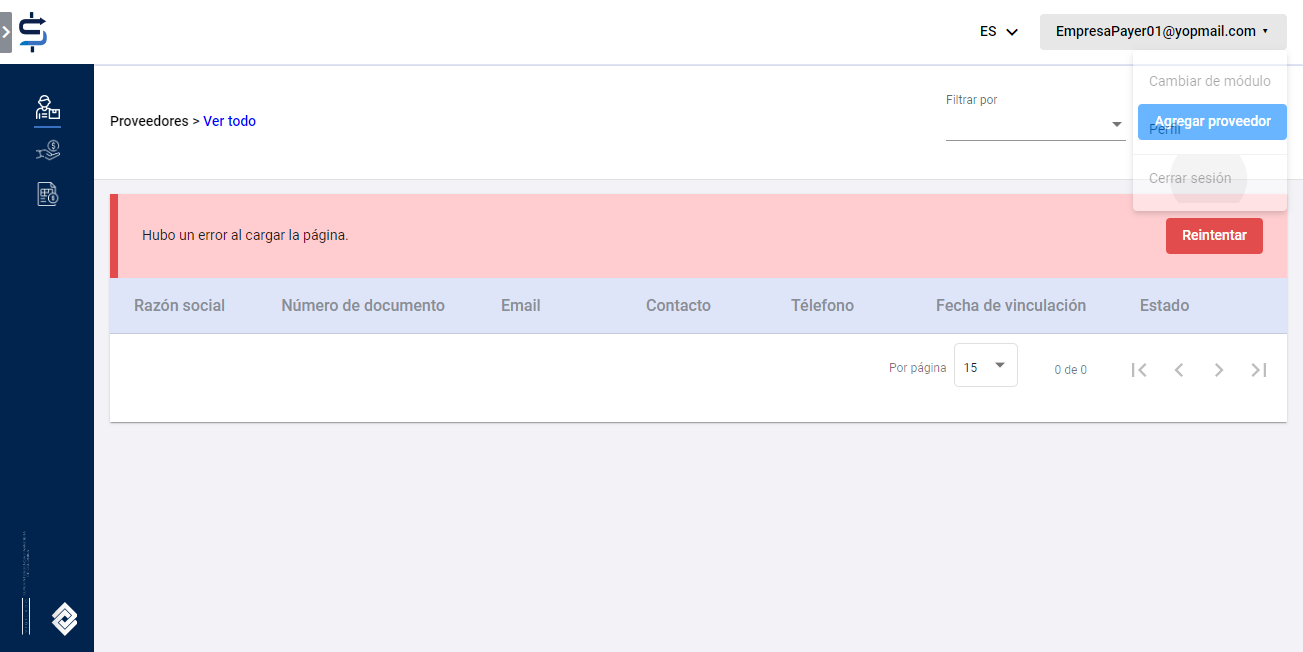 ES
EmpresaPayer01@yopmail.com
Cambiar de módulo
Filtrar por
Proveedores > Ver todo
Agregar proveedor
Perfil
Cerrar sesión
Hubo un error al cargar la página.
Reintentar
Razón social Número de documento Email Contacto Télefono Fecha de vinculación Estado
Por página 15 0 de 0